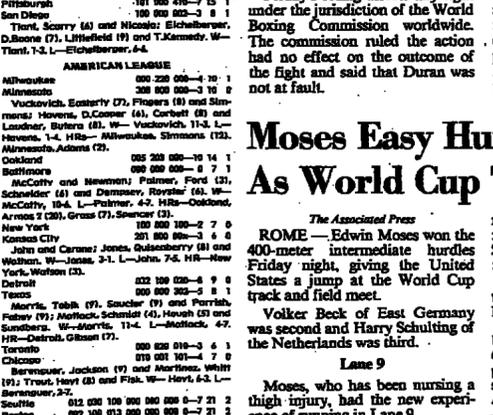 Pittsburgh
San Diego
Tiant, Scurry (6) and Nicosia; Eichelberger,
D.Boone (7), Littlefield (9) and T.Kennedy. W—
Tiant, 1-3. L—Eichelberger, 6-6.
AMERICAN LEAGUE
Milwaukee
Minnesota
Vuckovich, Easterly (7), Fingers (8) and Sim-
mons; Havens, D.Cooper (6), Corbett (8) and
Laudner, Butera (8). W— Vuckovich, 11-3. L—
Havens, 1-4. HRs— Milwaukee, Simmons (12).
Minnesota, Adams (2).
Oakland
Baltimore
McCatty and Newman; Palmer, Ford (3),
Schneider (6) and Dempsey, Royster (6). W—
McCatty, 10-6. L—Palmer, 4-7. HRs—Oakland,
Armas 2 (20), Gross (7), Spencer (3).
New York
Kansas City
John and Cerone; Jones, Quisenberry (8) and
Wathan. W—Jones, 3-1. L—John, 7-5. HR—New
York, Watson (3).
Detroit
Texas
Morris, Tobik (9), Saucier (9) and Parrish,
Fahey (9); Matlack, Schmidt (4), Hough (5) and
Sundberg. W—Morris, 11-4. L—Matlack, 4-7.
HR—Detroit, Gibson (7).
Toronto
Chicago
Berenguer, Jackson (9) and Martinez, Whitt
(9); Trout, Hoyt (8) and Fisk. W— Hoyt, 6-3. L—
Berenguer, 2-7.
Seattle
under the jurisdiction of the World
Boxing Commission worldwide.
The commission ruled the action
had no effect on the outcome of
the fight and said that Duran was
not at fault.
Moses Easy Hu
As World Cup
The Associated Press
ROME — Edwin Moses won the
400-meter intermediate hurdles
Friday night, giving the United
States a jump at the World Cup
track and field meet.
Volker Beck of East Germany
was second and Harry Schulting of
the Netherlands was third.
Lane 9
Moses, who has been nursing a
thigh injury, had the new experi-
ence of running in Lane 9